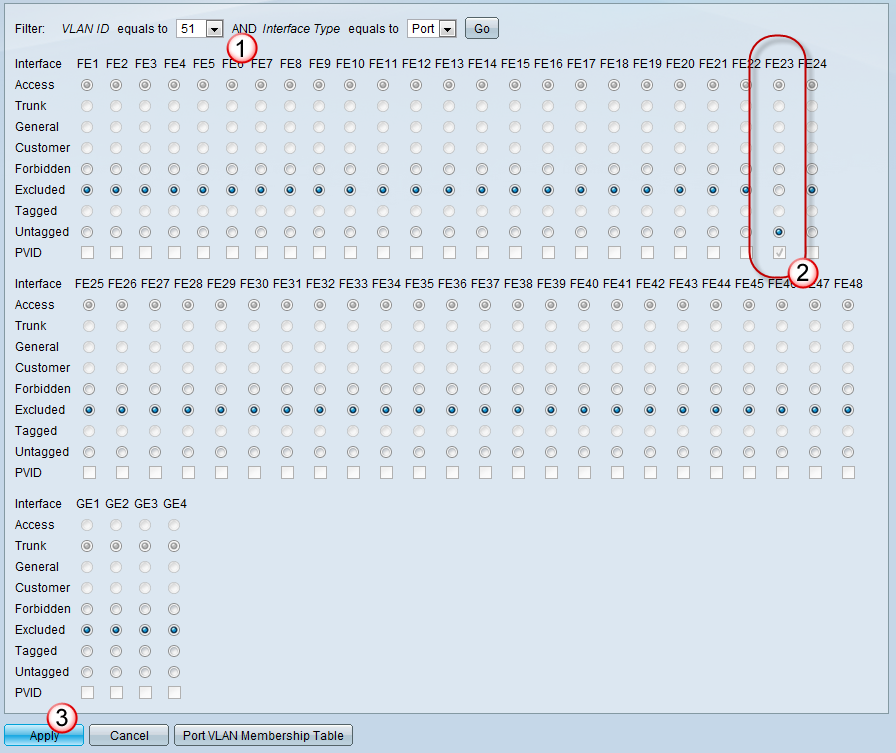 Filter: VLAN ID equals to 51 AND Interface Type equals to Port Go
1
Interface FE1 FE2 FE3 FE4 FE5 FE6 FE7 FE8 FE9 FE10 FE11 FE12 FE13 FE14 FE15 FE16 FE17 FE18 FE19 FE20 FE21 FE22 FE23 FE24
Access
Trunk
General
Customer
Forbidden
Excluded
Tagged
Untagged
PVID
2
Interface FE25 FE26 FE27 FE28 FE29 FE30 FE31 FE32 FE33 FE34 FE35 FE36 FE37 FE38 FE39 FE40 FE41 FE42 FE43 FE44 FE45 FE46 FE47 FE48
Access
Trunk
General
Customer
Forbidden
Excluded
Tagged
Untagged
PVID
Interface GE1 GE2 GE3 GE4
Access
Trunk
General
Customer
Forbidden
Excluded
Tagged
Untagged
PVID
3
Apply Cancel Port VLAN Membership Table